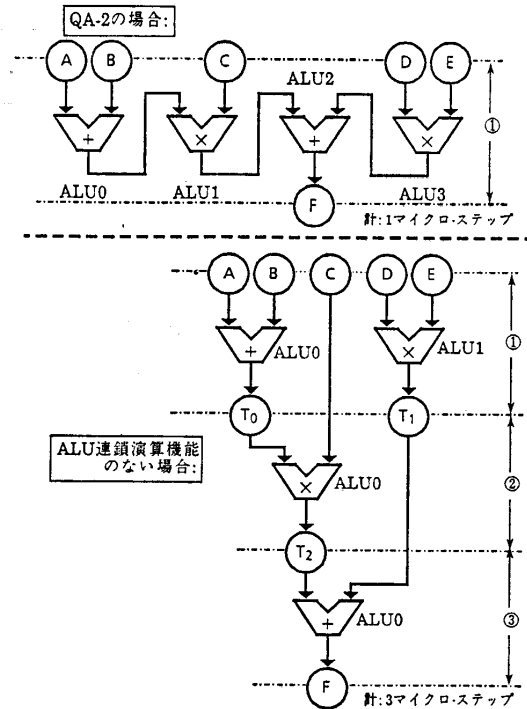 QA-2の場合:
A B C D E
ALU2
①
+ × + ×
ALU0 ALU1 F ALU3
計:1マイクロ・ステップ
A B C D E
①
+ ALU0 × ALU1
T0 T1
ALU連鎖演算機能
のない場合:
× ALU0
②
T2
+ ALU0
③
F
計:3マイクロ・ステップ